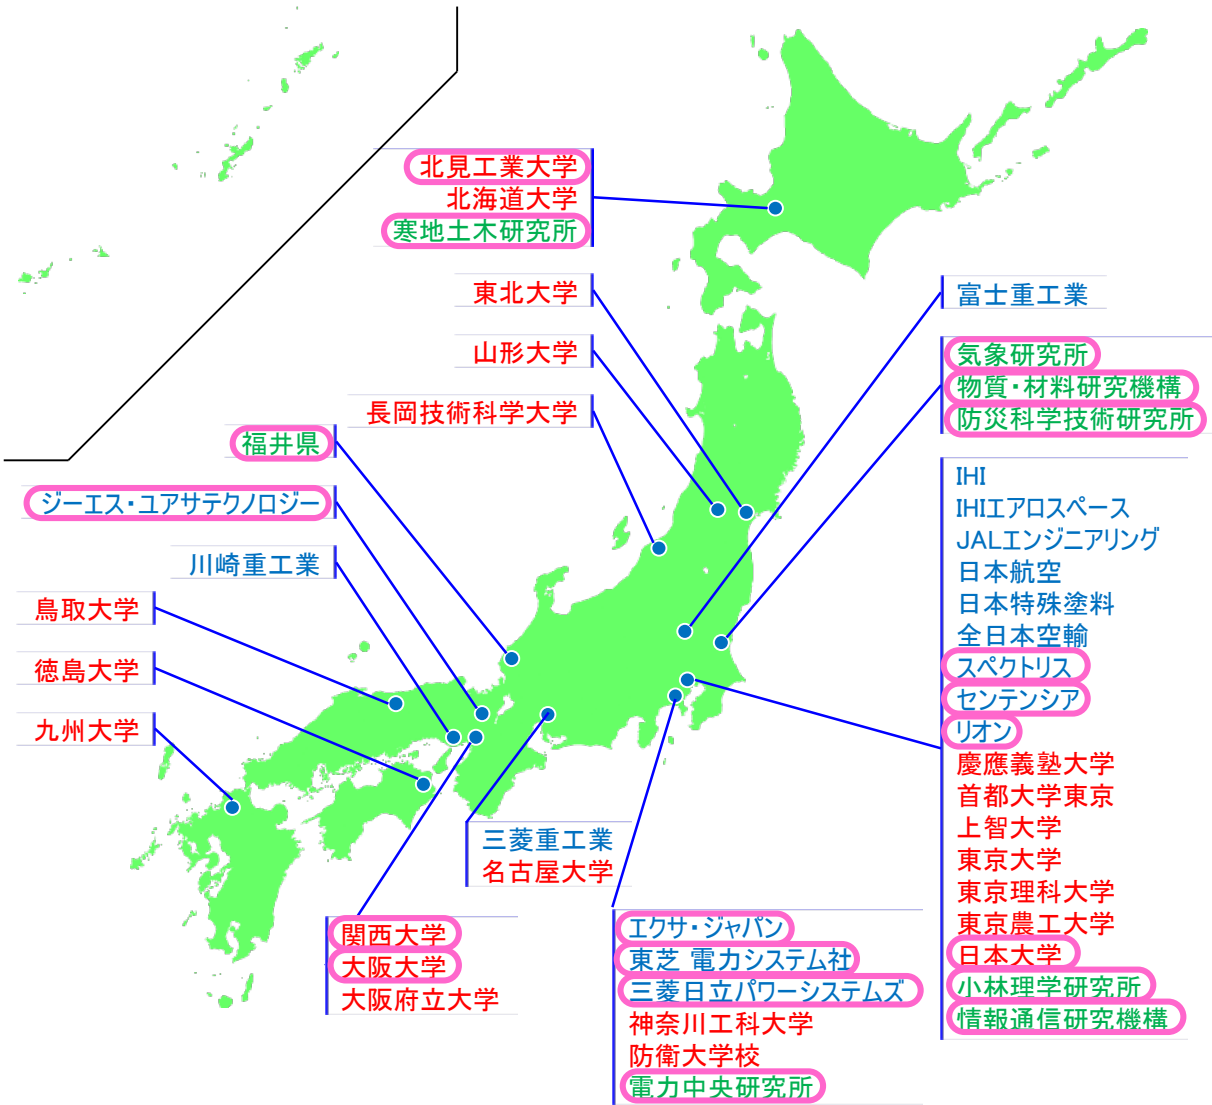 北見工業大学
北海道大学
寒地土木研究所
東北大学
山形大学
長岡技術科学大学
福井県
ジーエス・ユアサテクノロジー
川崎重工業
鳥取大学
徳島大学
九州大学
関西大学
大阪大学
大阪府立大学
三菱重工業
名古屋大学
エクサ・ジャパン
東芝 電力システム社
三菱日立パワーシステムズ
神奈川工科大学
防衛大学校
電力中央研究所
富士重工業
気象研究所
物質・材料研究機構
防災科学技術研究所
IHI
IHIエアロスペース
JALエンジニアリング
日本航空
日本特殊塗料
全日本空輸
スペクトリス
センテンシア
リオン
慶應義塾大学
首都大学東京
上智大学
東京大学
東京理科大学
東京農工大学
日本大学
小林理学研究所
情報通信研究機構